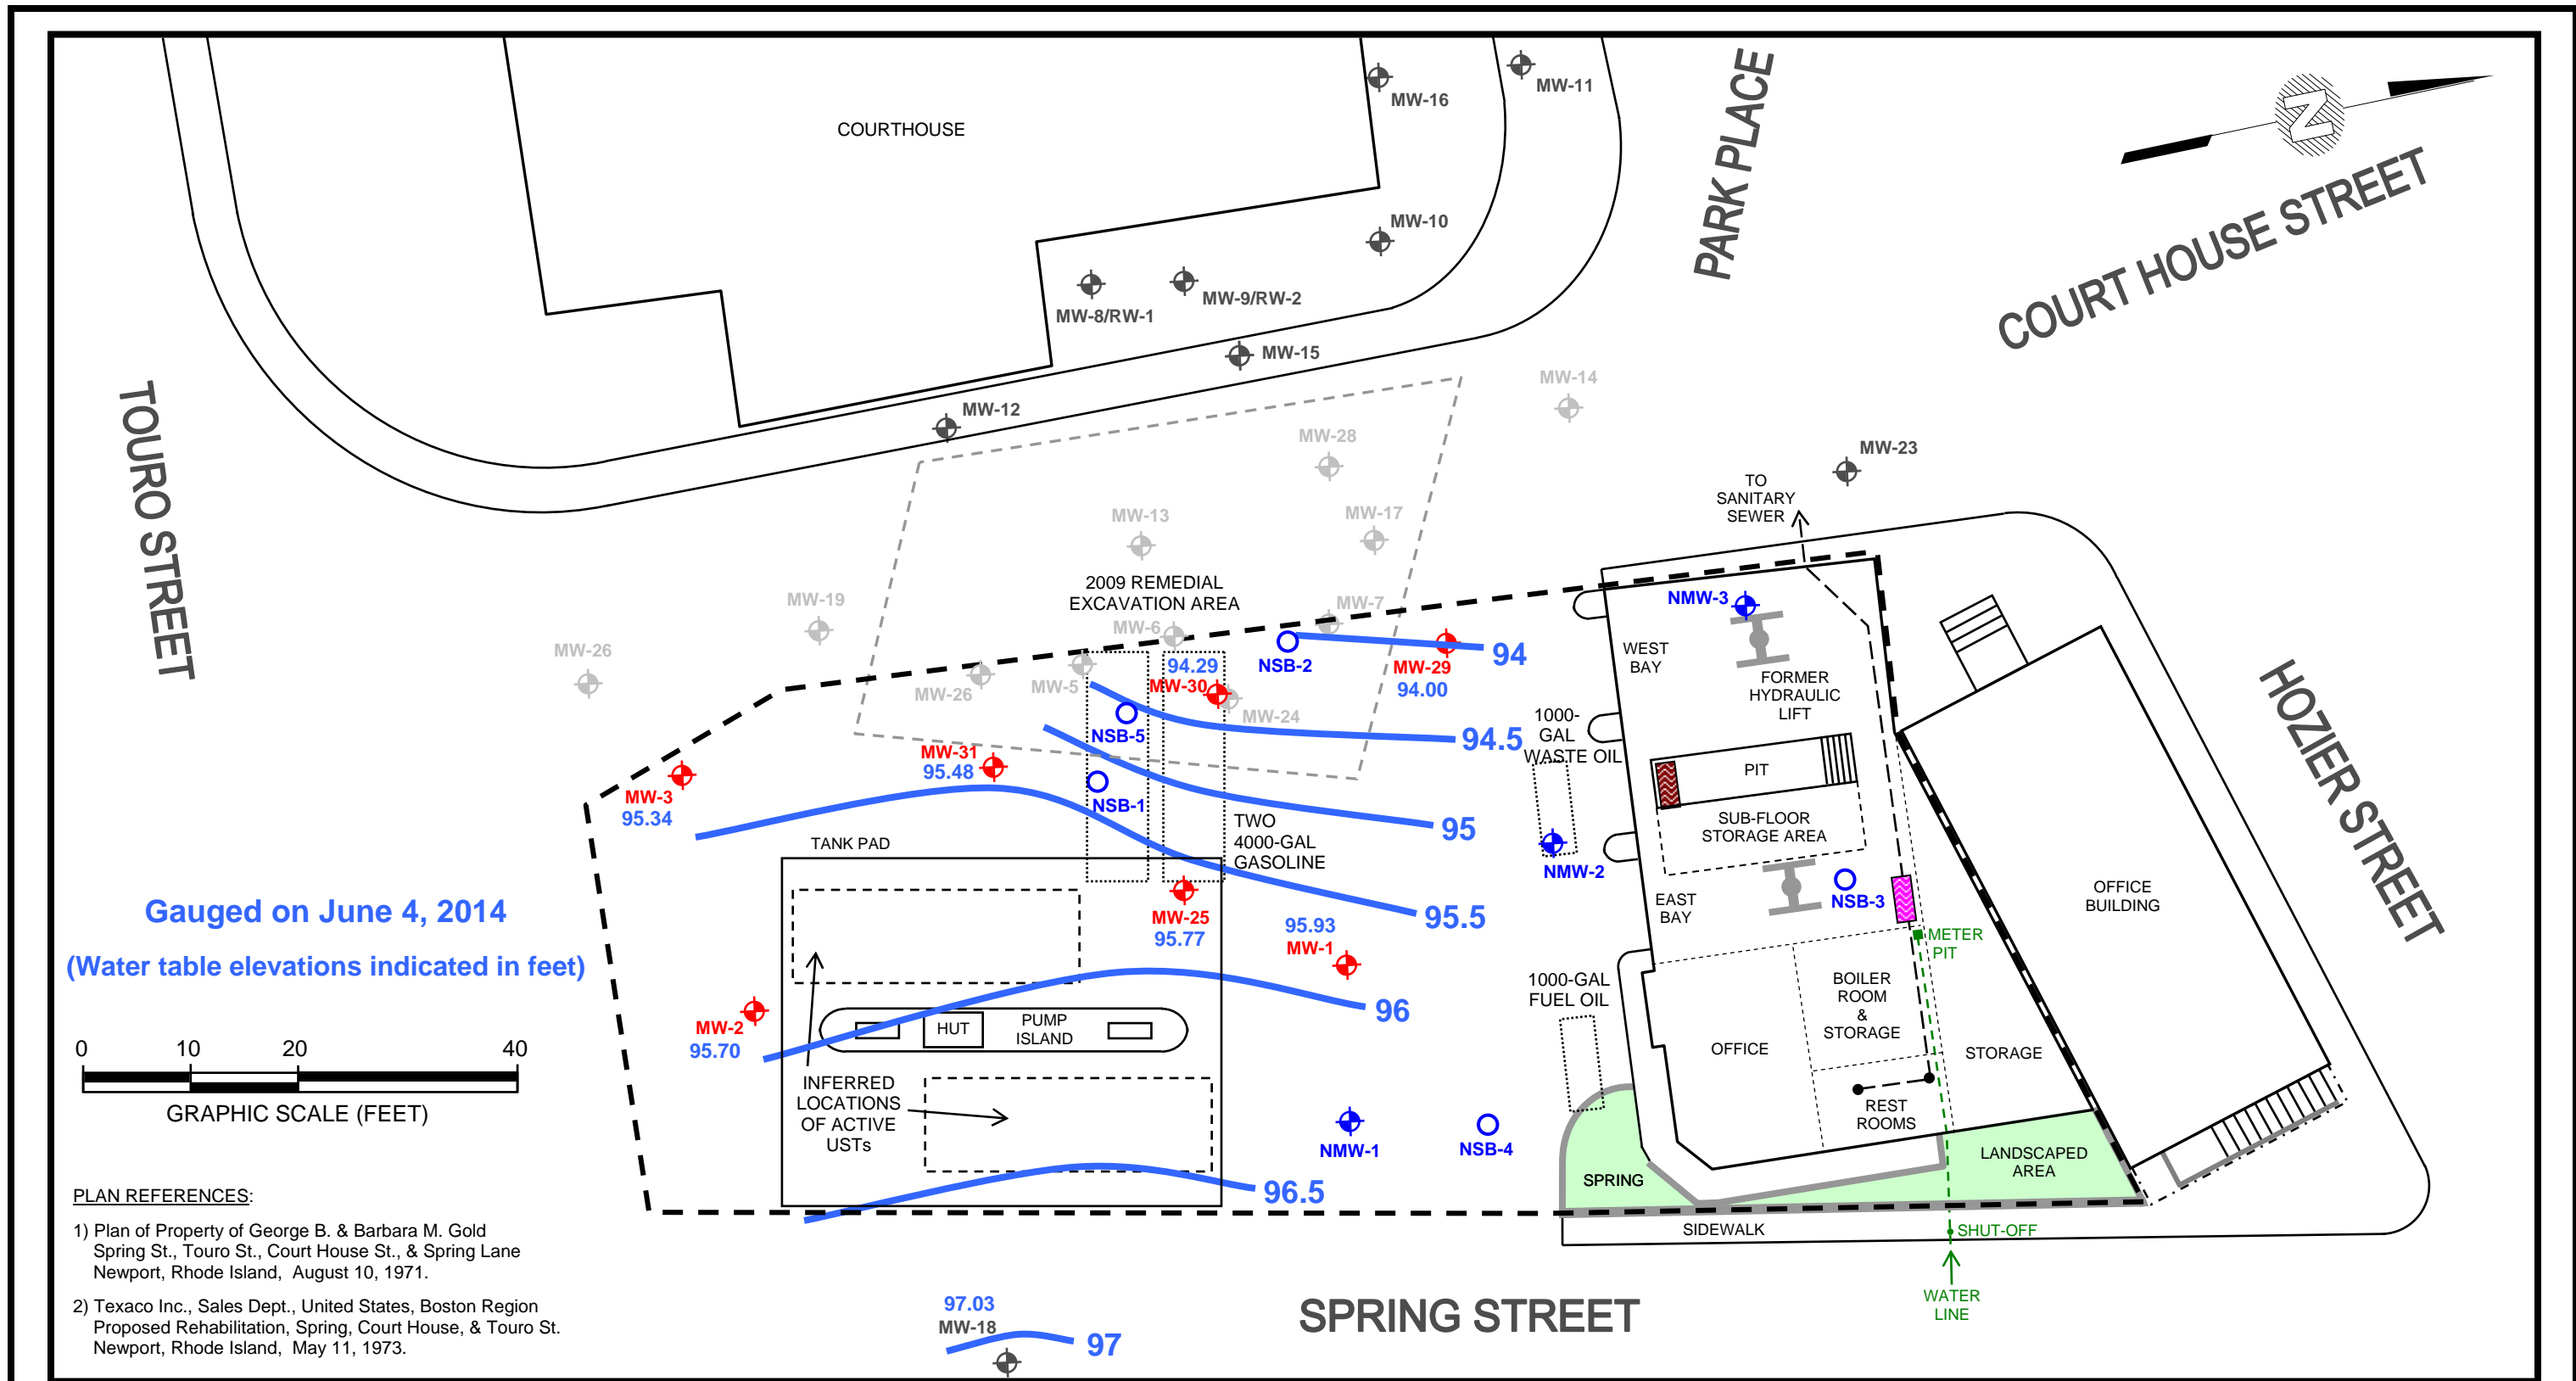 COURTHOUSE
MW-16
MW-11
PARK PLACE
N
COURT HOUSE STREET
MW-10
MW-8/RW-1
MW-9/RW-2
MW-15
MW-12
TOURO STREET
MW-14
MW-28
MW-23
MW-13
MW-17
TO
SANITARY
SEWER
2009 REMEDIAL
EXCAVATION AREA
MW-19
MW-26
MW-6
MW-7
NMW-3
NSB-2
94
MW-29
94.00
94.29
MW-30
MW-5
MW-26
MW-24
WEST
BAY
FORMER
HYDRAULIC
LIFT
HOZIER STREET
NSB-5
94.5
1000-
GAL
WASTE OIL
MW-31
95.48
MW-3
95.34
NSB-1
PIT
95
TWO
4000-GAL
GASOLINE
SUB-FLOOR
STORAGE AREA
TANK PAD
NMW-2
NSB-3
EAST
BAY
OFFICE
BUILDING
Gauged on June 4, 2014
(Water table elevations indicated in feet)
MW-25
95.77
95.93
MW-1
95.5
METER
PIT
1000-GAL
FUEL OIL
BOILER
ROOM
&
STORAGE
96
MW-2
95.70
HUT
PUMP
ISLAND
OFFICE
STORAGE
0 10 20 40
GRAPHIC SCALE (FEET)
INFERRED
LOCATIONS
OF ACTIVE
USTs
REST
ROOMS
NMW-1
NSB-4
SPRING
LANDSCAPED
AREA
96.5
SIDEWALK
SHUT-OFF
WATER
LINE
PLAN REFERENCES:
1) Plan of Property of George B. & Barbara M. Gold
Spring St., Touro St., Court House St., & Spring Lane
Newport, Rhode Island, August 10, 1971.
2) Texaco Inc., Sales Dept., United States, Boston Region
Proposed Rehabilitation, Spring, Court House, & Touro St.
Newport, Rhode Island, May 11, 1973.
97.03
MW-18
97
SPRING STREET